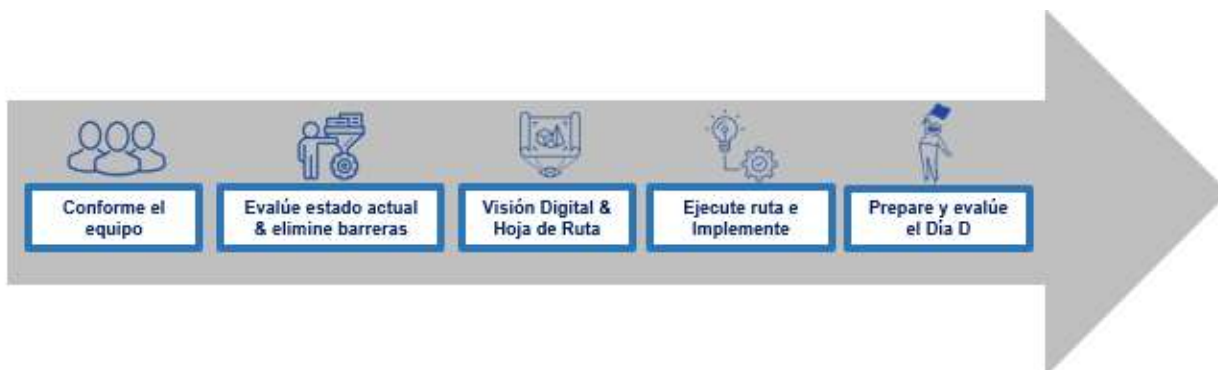 Conforme el
equipo
Evalúe estado actual
& elimine barreras
Visión Digital &
Hoja de Ruta
Ejecute ruta e
Implemente
Prepare y evalúe
el Día D